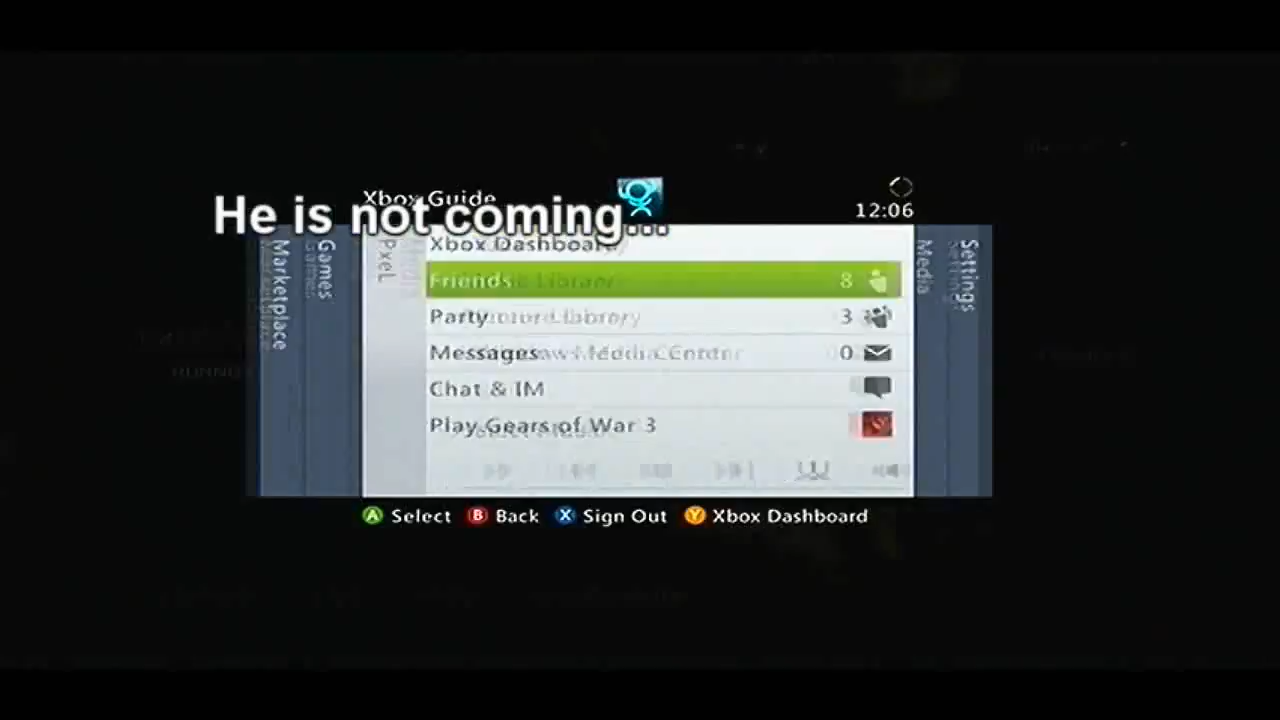 Xbox Guide
He is not coming...
12:06
Marketplace
Games
PxeL
Xbox Dashboard
Friends 8
Party 3
Messages 0
Chat & IM
Play Gears of War 3
Media
Settings
A Select B Back X Sign Out Y Xbox Dashboard